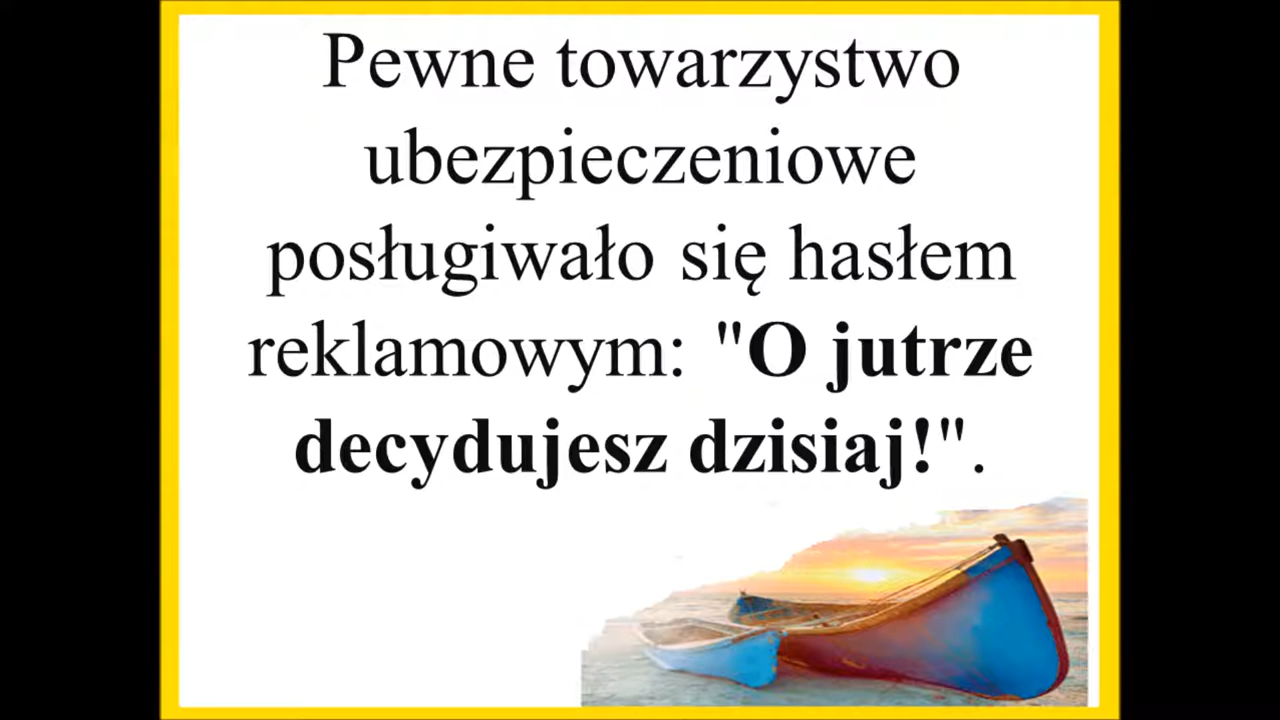 Pewne towarzystwo
ubezpieczeniowe
posługiwało się hasłem
reklamowym: "O jutrze
decydujesz dzisiaj!".